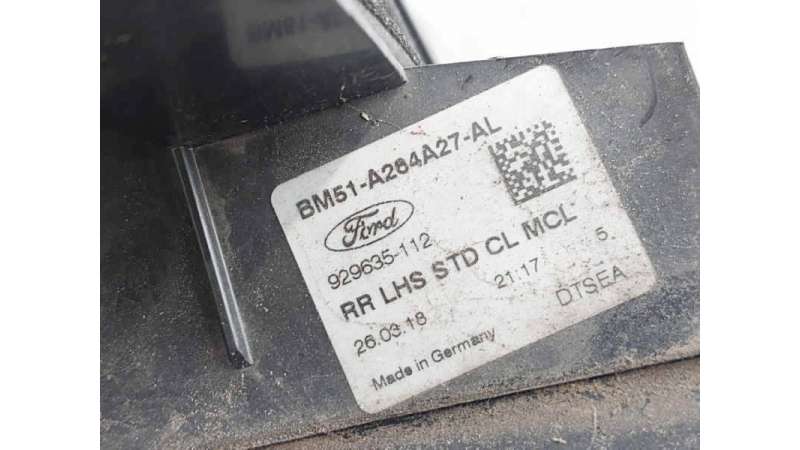 BM51-A264A27-AL
Ford
929635-112
RR LHS STD CL MCL
26.03.18 21:17 5
DTSEA
Made in Germany